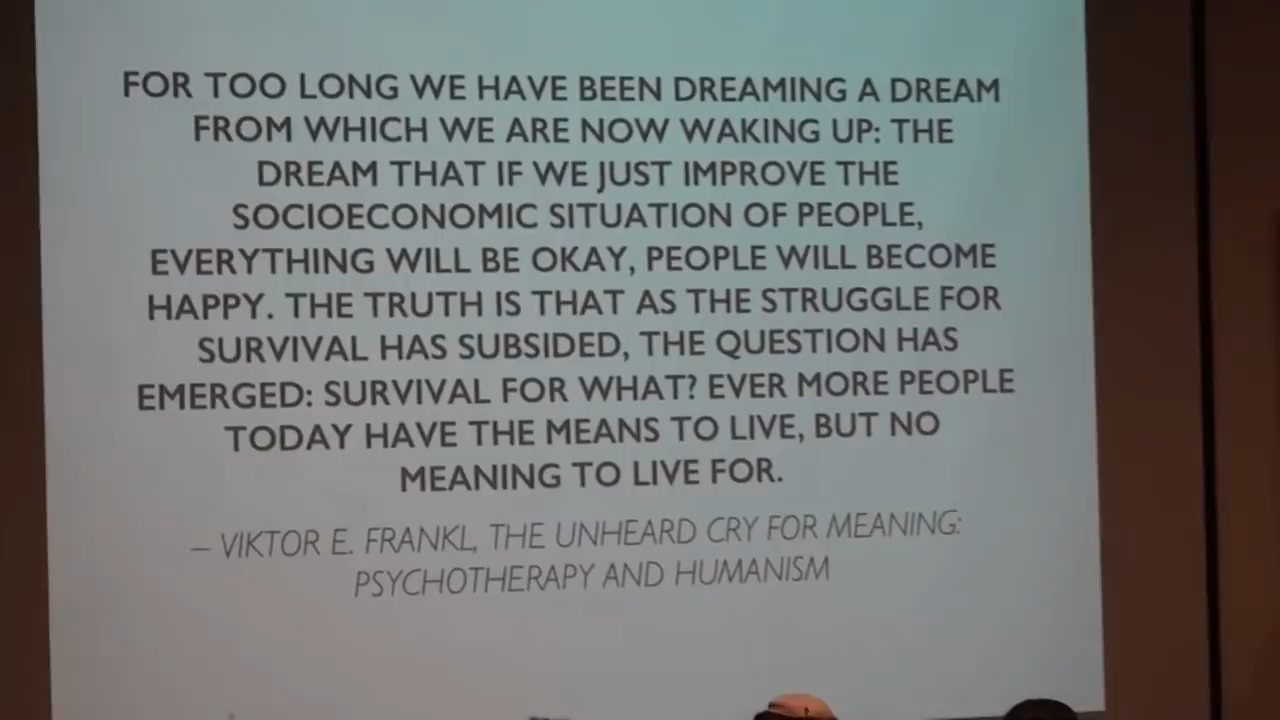 FOR TOO LONG WE HAVE BEEN DREAMING A DREAM
FROM WHICH WE ARE NOW WAKING UP: THE
DREAM THAT IF WE JUST IMPROVE THE
SOCIOECONOMIC SITUATION OF PEOPLE,
EVERYTHING WILL BE OKAY, PEOPLE WILL BECOME
HAPPY. THE TRUTH IS THAT AS THE STRUGGLE FOR
SURVIVAL HAS SUBSIDED, THE QUESTION HAS
EMERGED: SURVIVAL FOR WHAT? EVER MORE PEOPLE
TODAY HAVE THE MEANS TO LIVE, BUT NO
MEANING TO LIVE FOR.
– VIKTOR E. FRANKL, THE UNHEARD CRY FOR MEANING:
PSYCHOTHERAPY AND HUMANISM